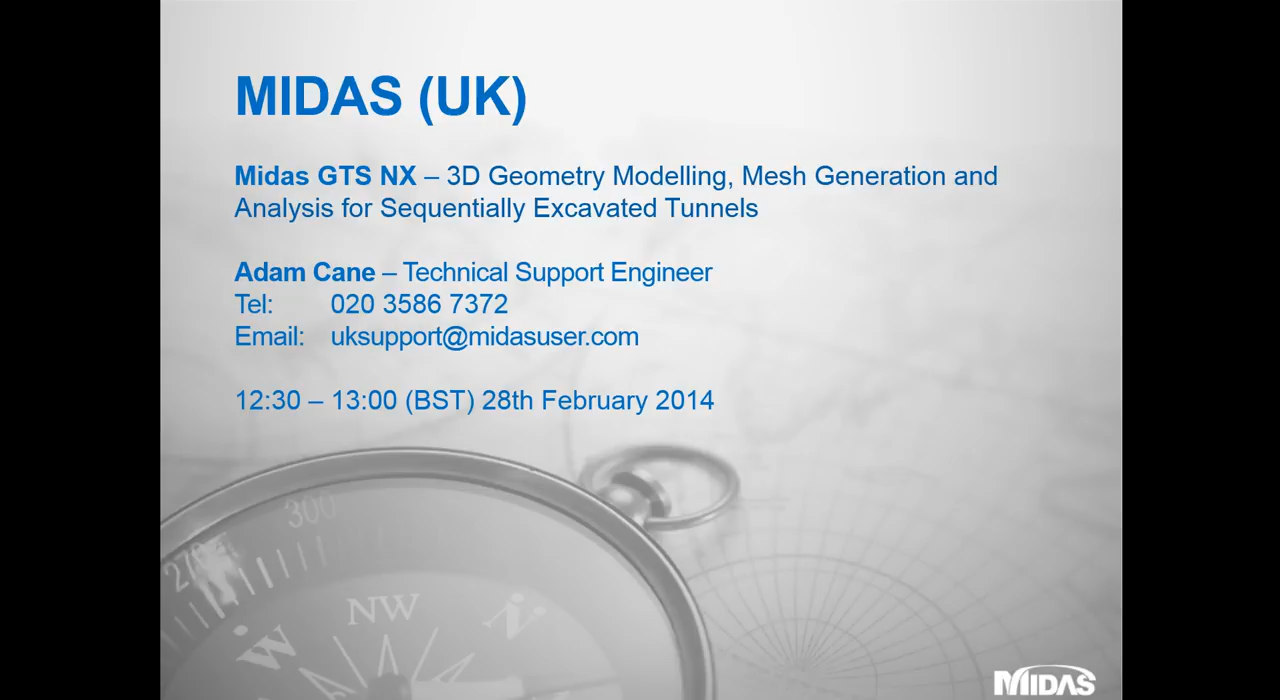 MIDAS (UK)
Midas GTS NX – 3D Geometry Modelling, Mesh Generation and
Analysis for Sequentially Excavated Tunnels
Adam Cane – Technical Support Engineer
Tel: 020 3586 7372
Email: uksupport@midasuser.com
12:30 – 13:00 (BST) 28th February 2014
300
270
NW
W
N
MIDAS